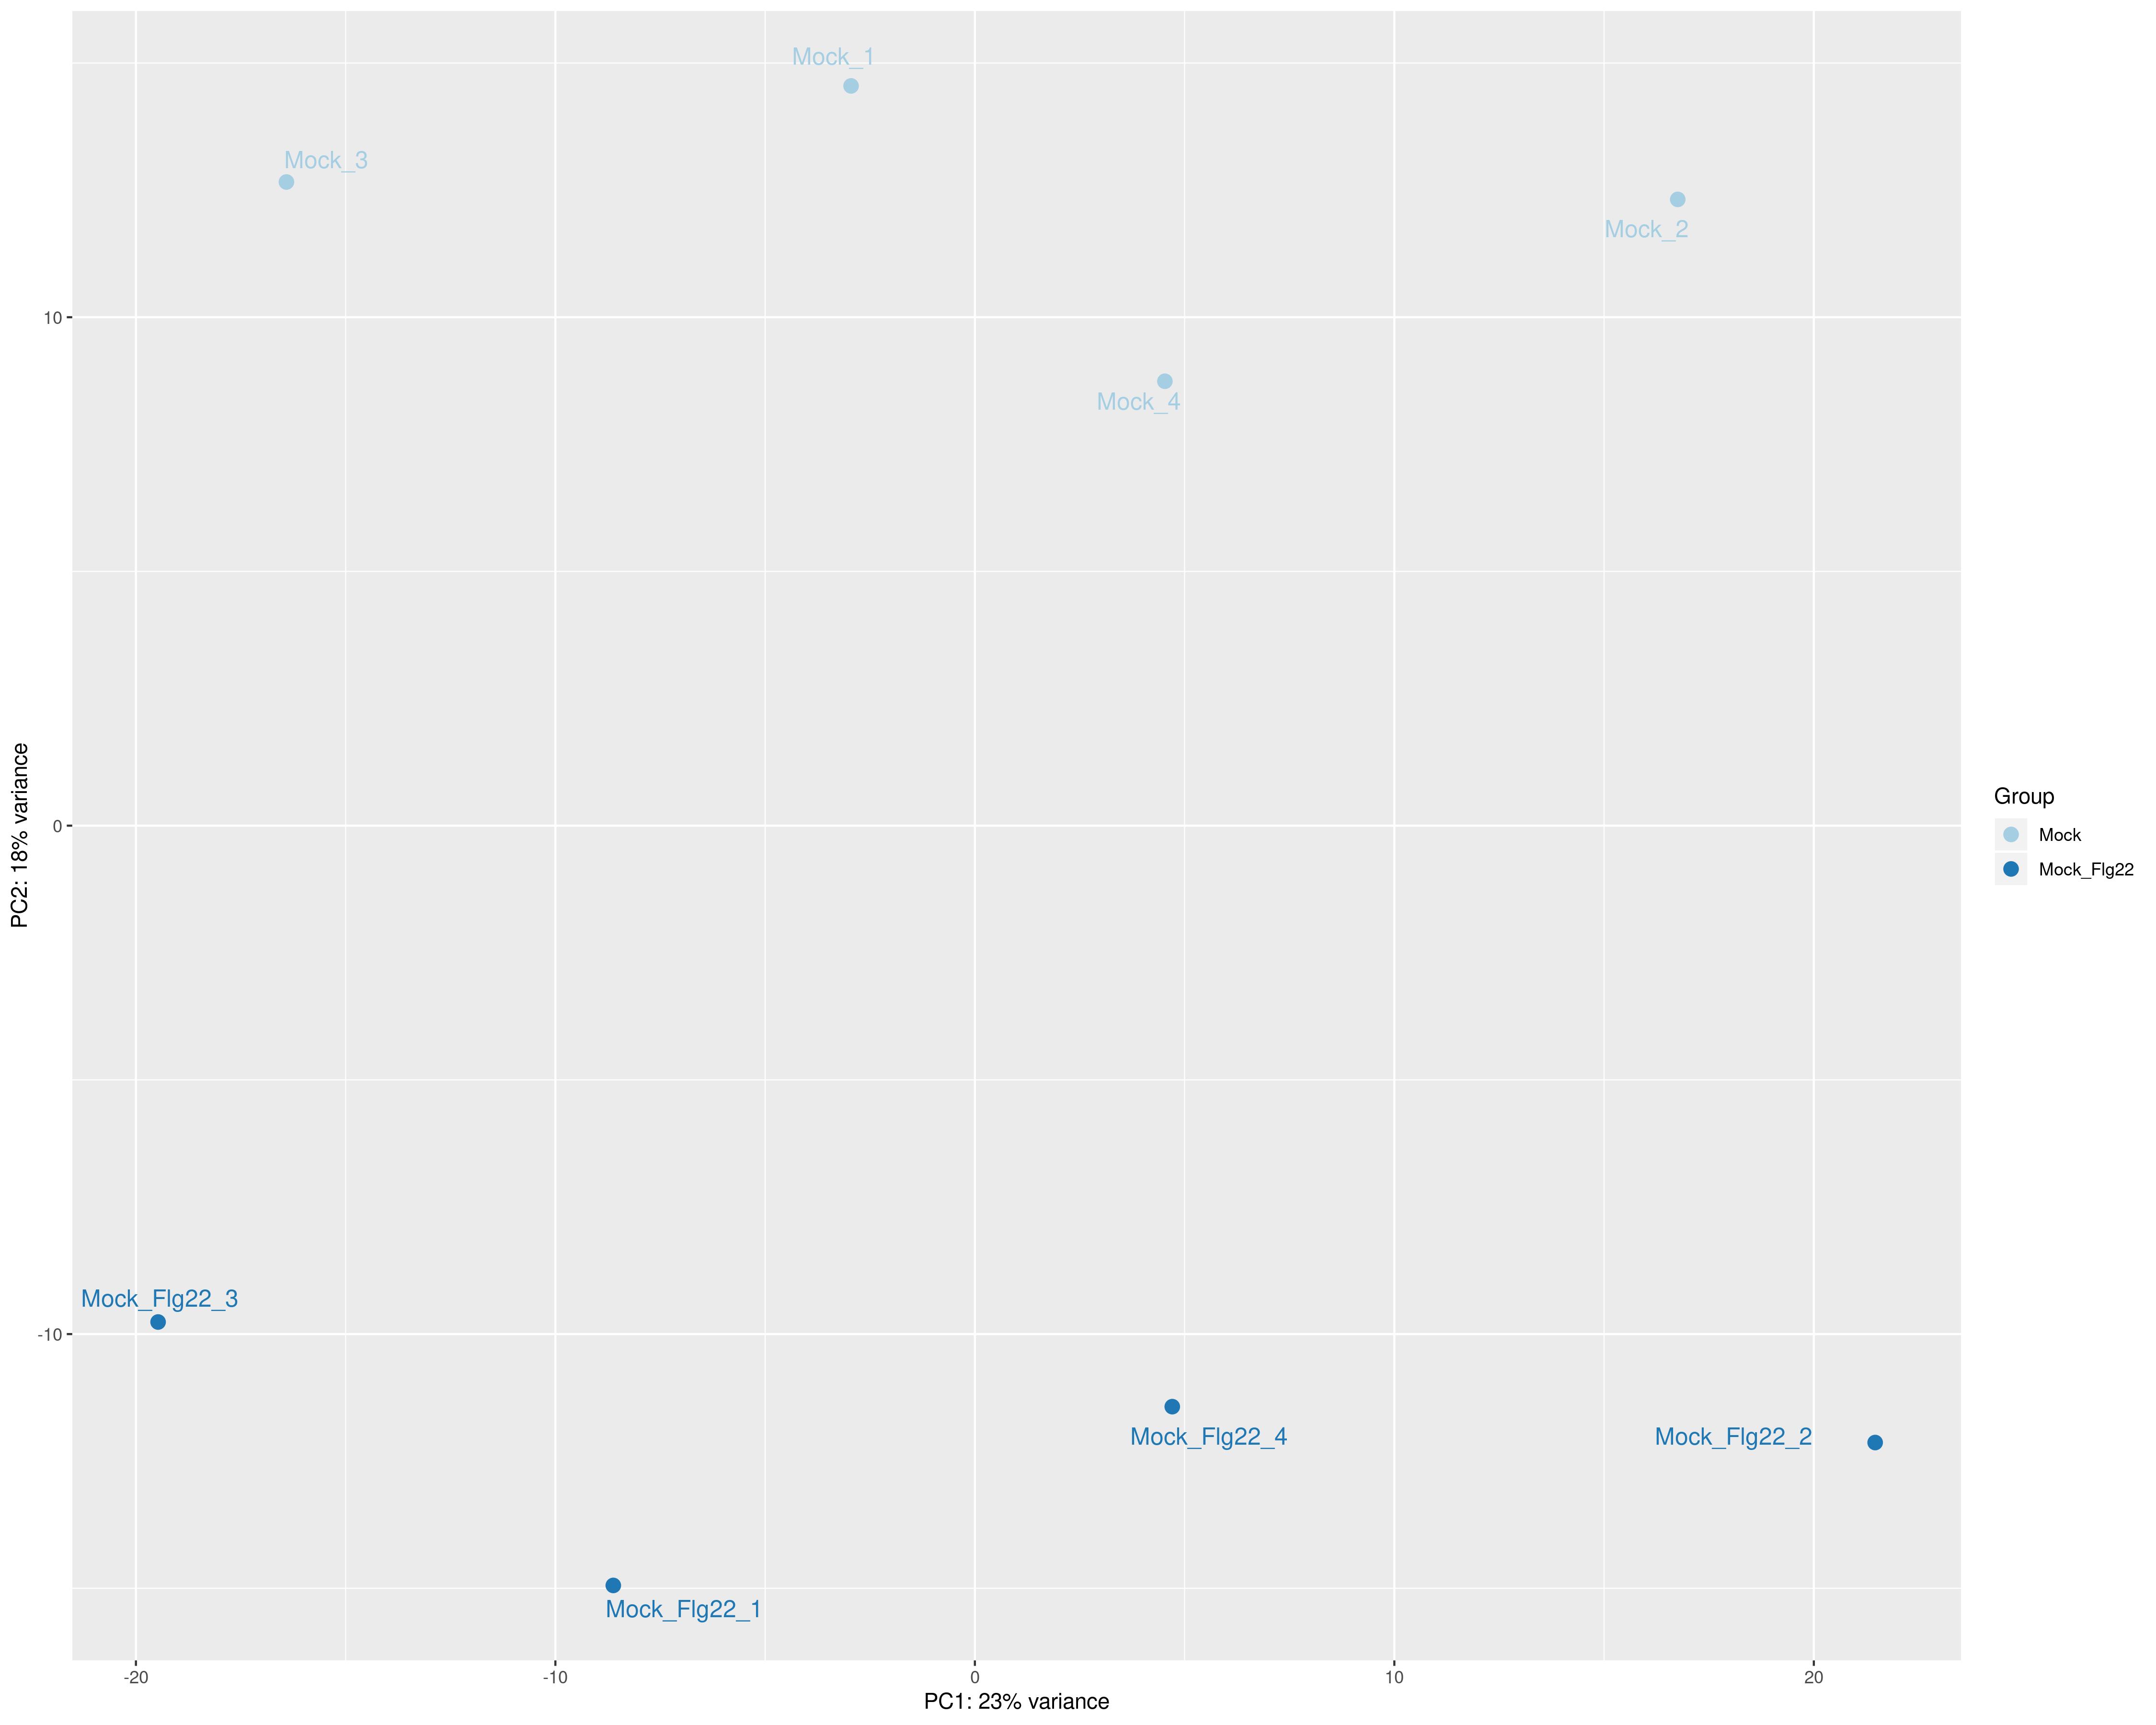 Mock_1
Mock_3
Mock_2
10
Mock_4
PC2: 18% variance
0
Group
Mock
Mock_Flg22
Mock_Flg22_3
-10
Mock_Flg22_4
Mock_Flg22_2
Mock_Flg22_1
-20
-10
0
10
20
PC1: 23% variance